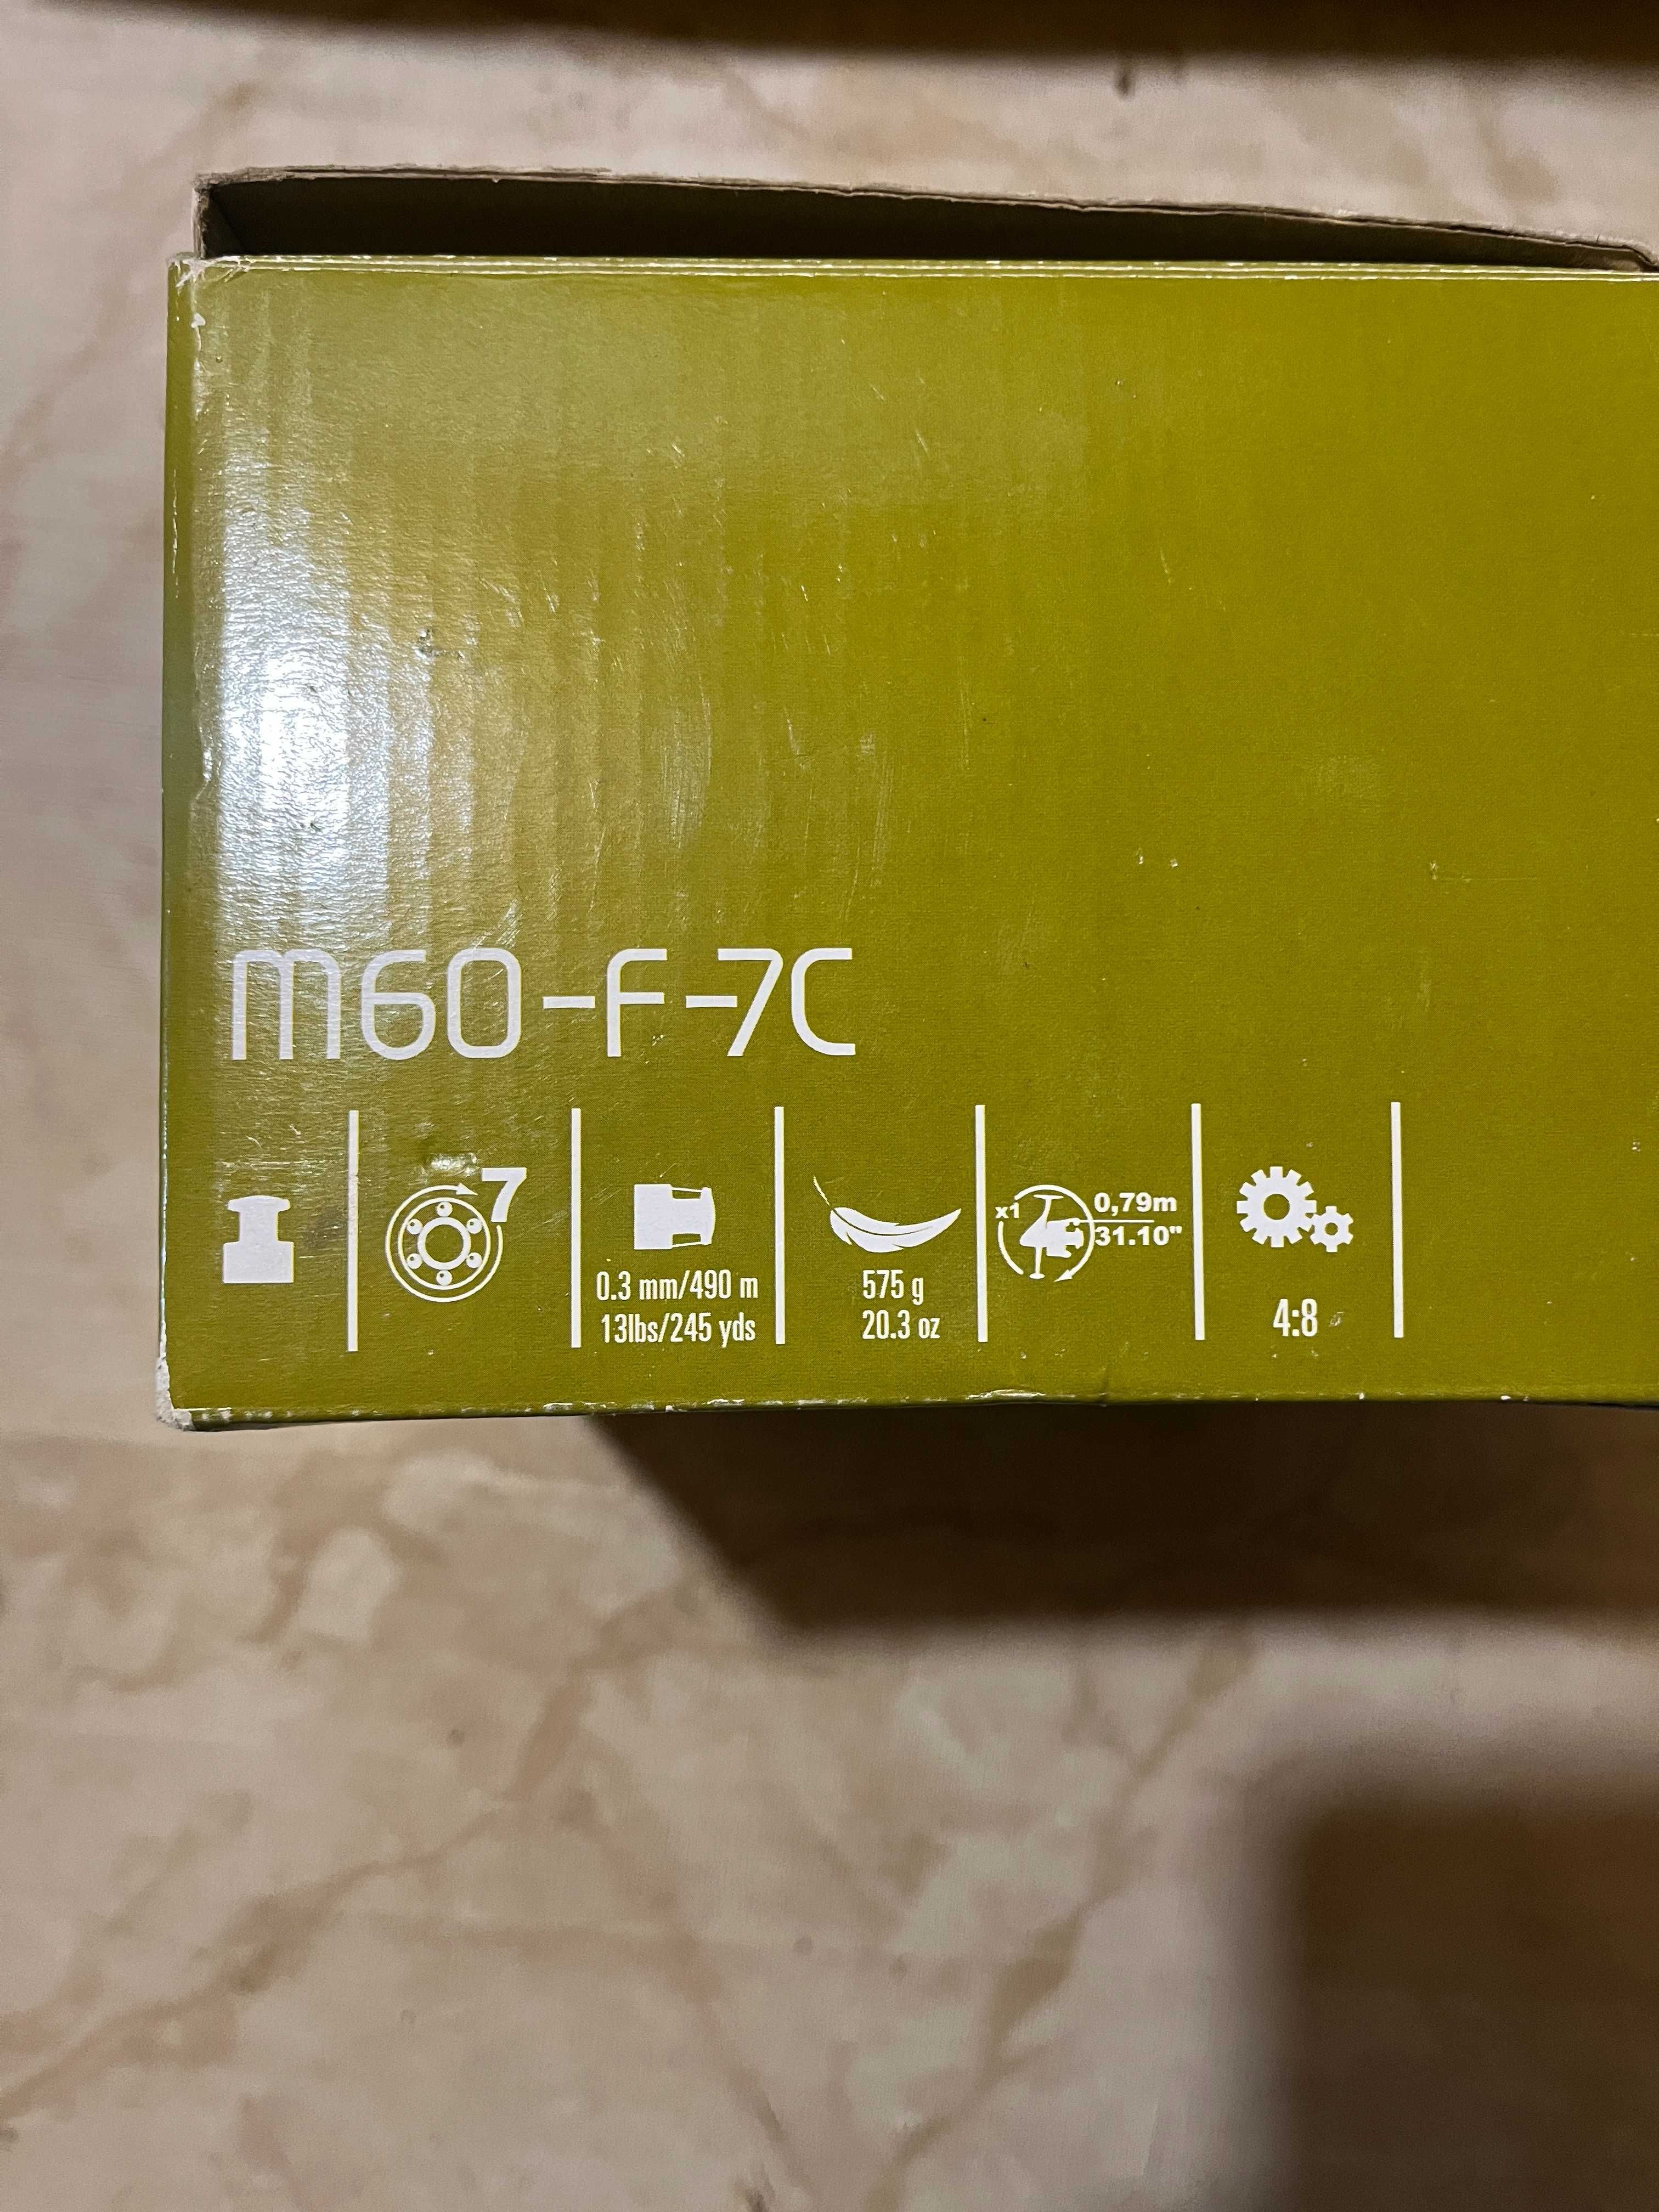 M60-F-7C
7
0.3 mm/490 m
13lbs/245 yds
575 g
20.3 oz
x1
0,79m
31.10"
4:8